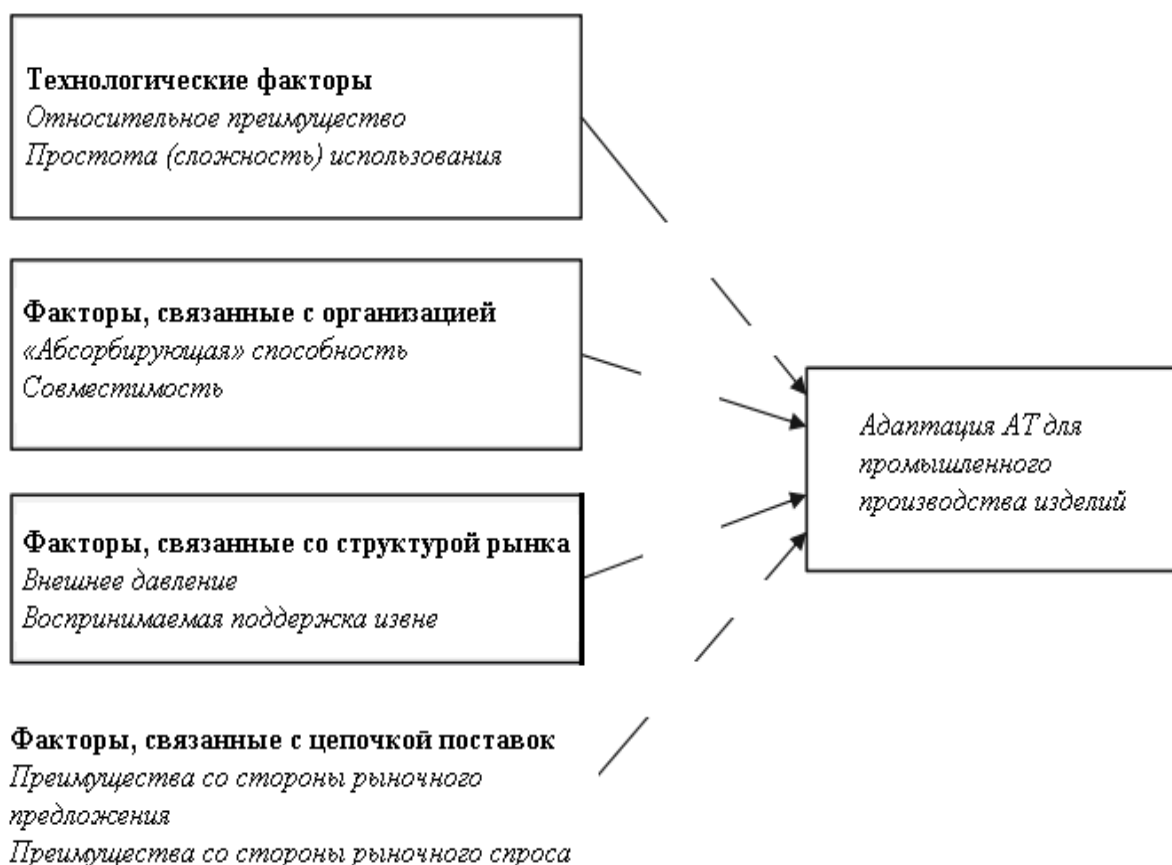 Технологические факторы
Относительное преимущество
Простота (сложность) использования
Факторы, связанные с организацией
«Абсорбирующая» способность
Совместимость
Факторы, связанные со структурой рынка
Внешнее давление
Воспринимаемая поддержка извне
Факторы, связанные с цепочкой поставок
Преимущества со стороны рыночного
предложения
Преимущества со стороны рыночного спроса
Адаптация АТ для
промышленного
производства изделий